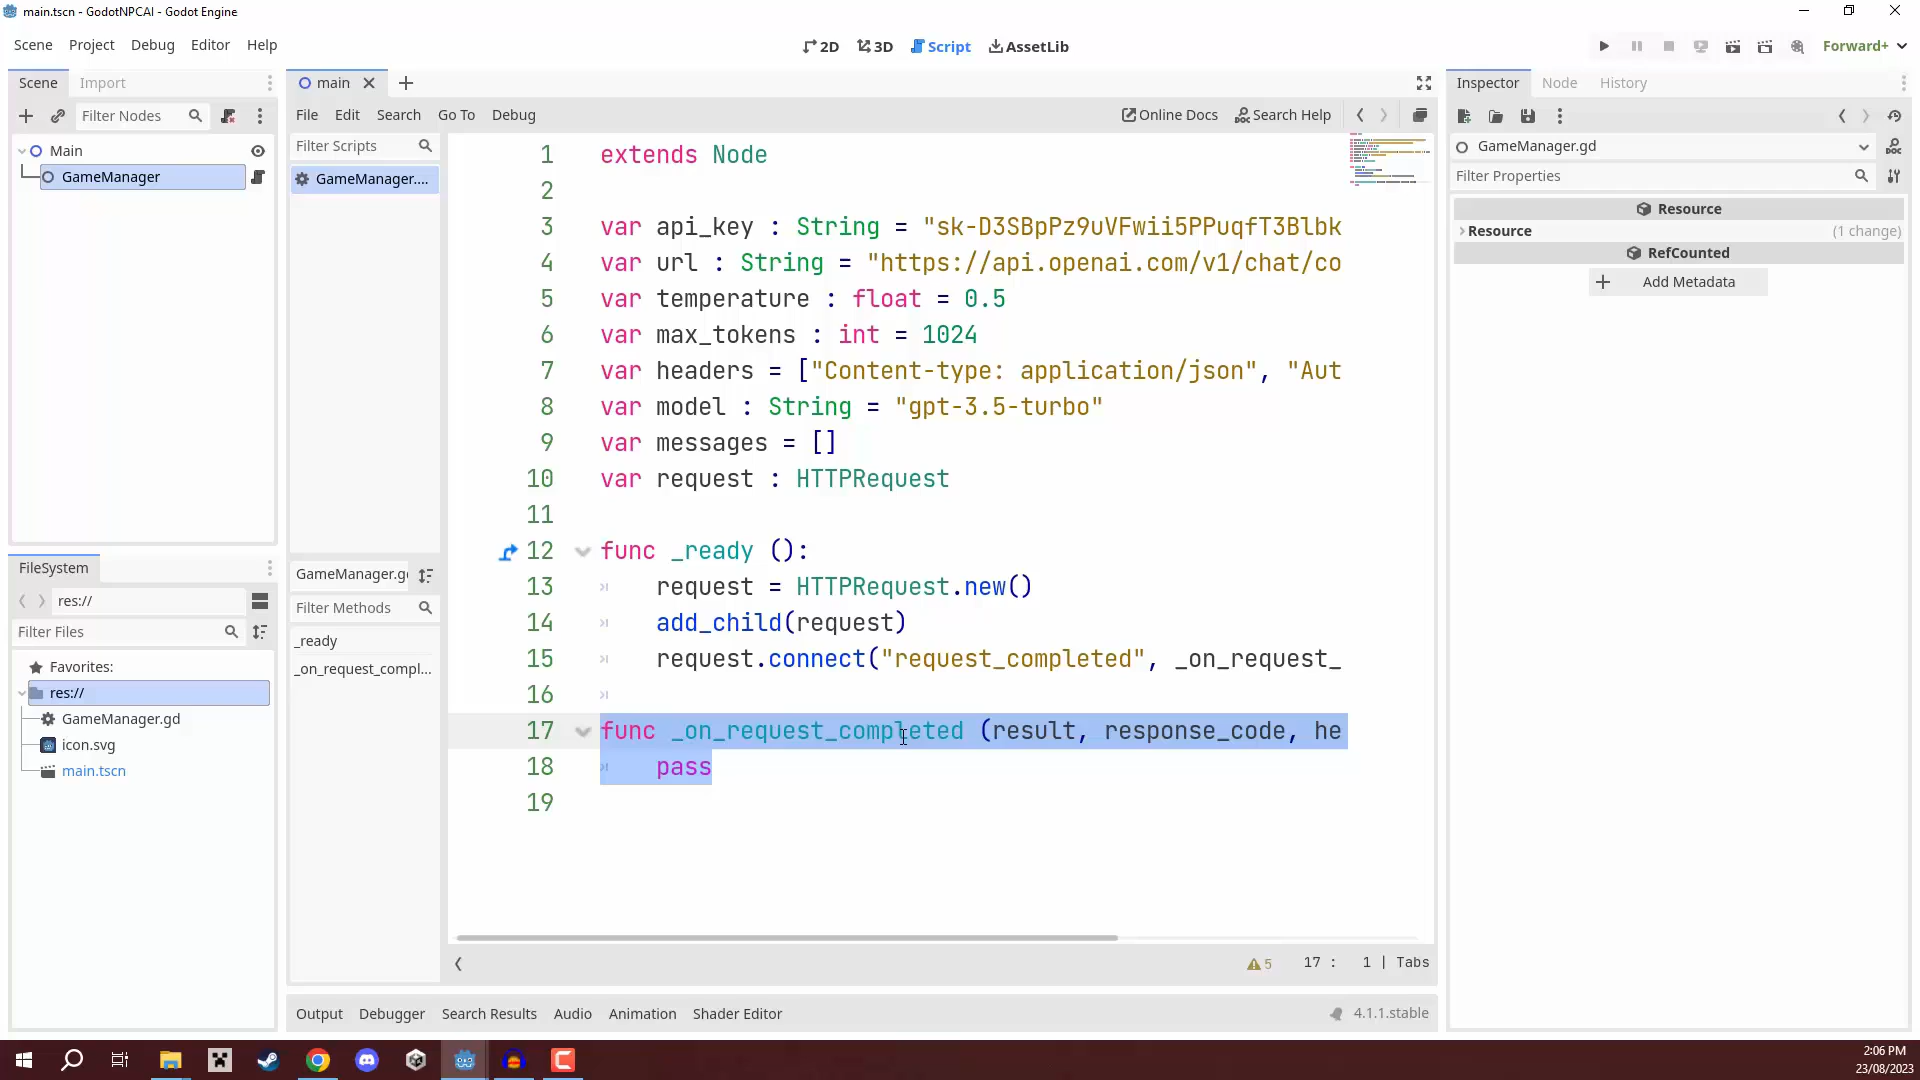 main.tscn - GodotNPCAI - Godot Engine
Scene Project Debug Editor Help
2D 3D Script AssetLib
Forward+
Scene Import
Filter Nodes
Main
GameManager
FileSystem
res://
Filter Files
Favorites:
res://
GameManager.gd
icon.svg
main.tscn
main
File Edit Search Go To Debug
Online Docs Search Help
Filter Scripts
GameManager....
GameManager.g
Filter Methods
_ready
_on_request_compl...
1 extends Node
2
3 var api_key : String = "sk-D3SBpPz9uVFwii5PPuqfT3Blbk
4 var url : String = "https://api.openai.com/v1/chat/co
5 var temperature : float = 0.5
6 var max_tokens : int = 1024
7 var headers = ["Content-type: application/json", "Aut
8 var model : String = "gpt-3.5-turbo"
9 var messages = []
10 var request : HTTPRequest
11
12 func _ready ():
13 request = HTTPRequest.new()
14 add_child(request)
15 request.connect("request_completed", _on_request_
16
17 func _on_request_completed (result, response_code, he
18 pass
19
5 17 : 1 | Tabs
Output Debugger Search Results Audio Animation Shader Editor
4.1.1.stable
Inspector Node History
GameManager.gd
Filter Properties
Resource
Resource (1 change)
RefCounted
Add Metadata
2:06 PM
23/08/2023